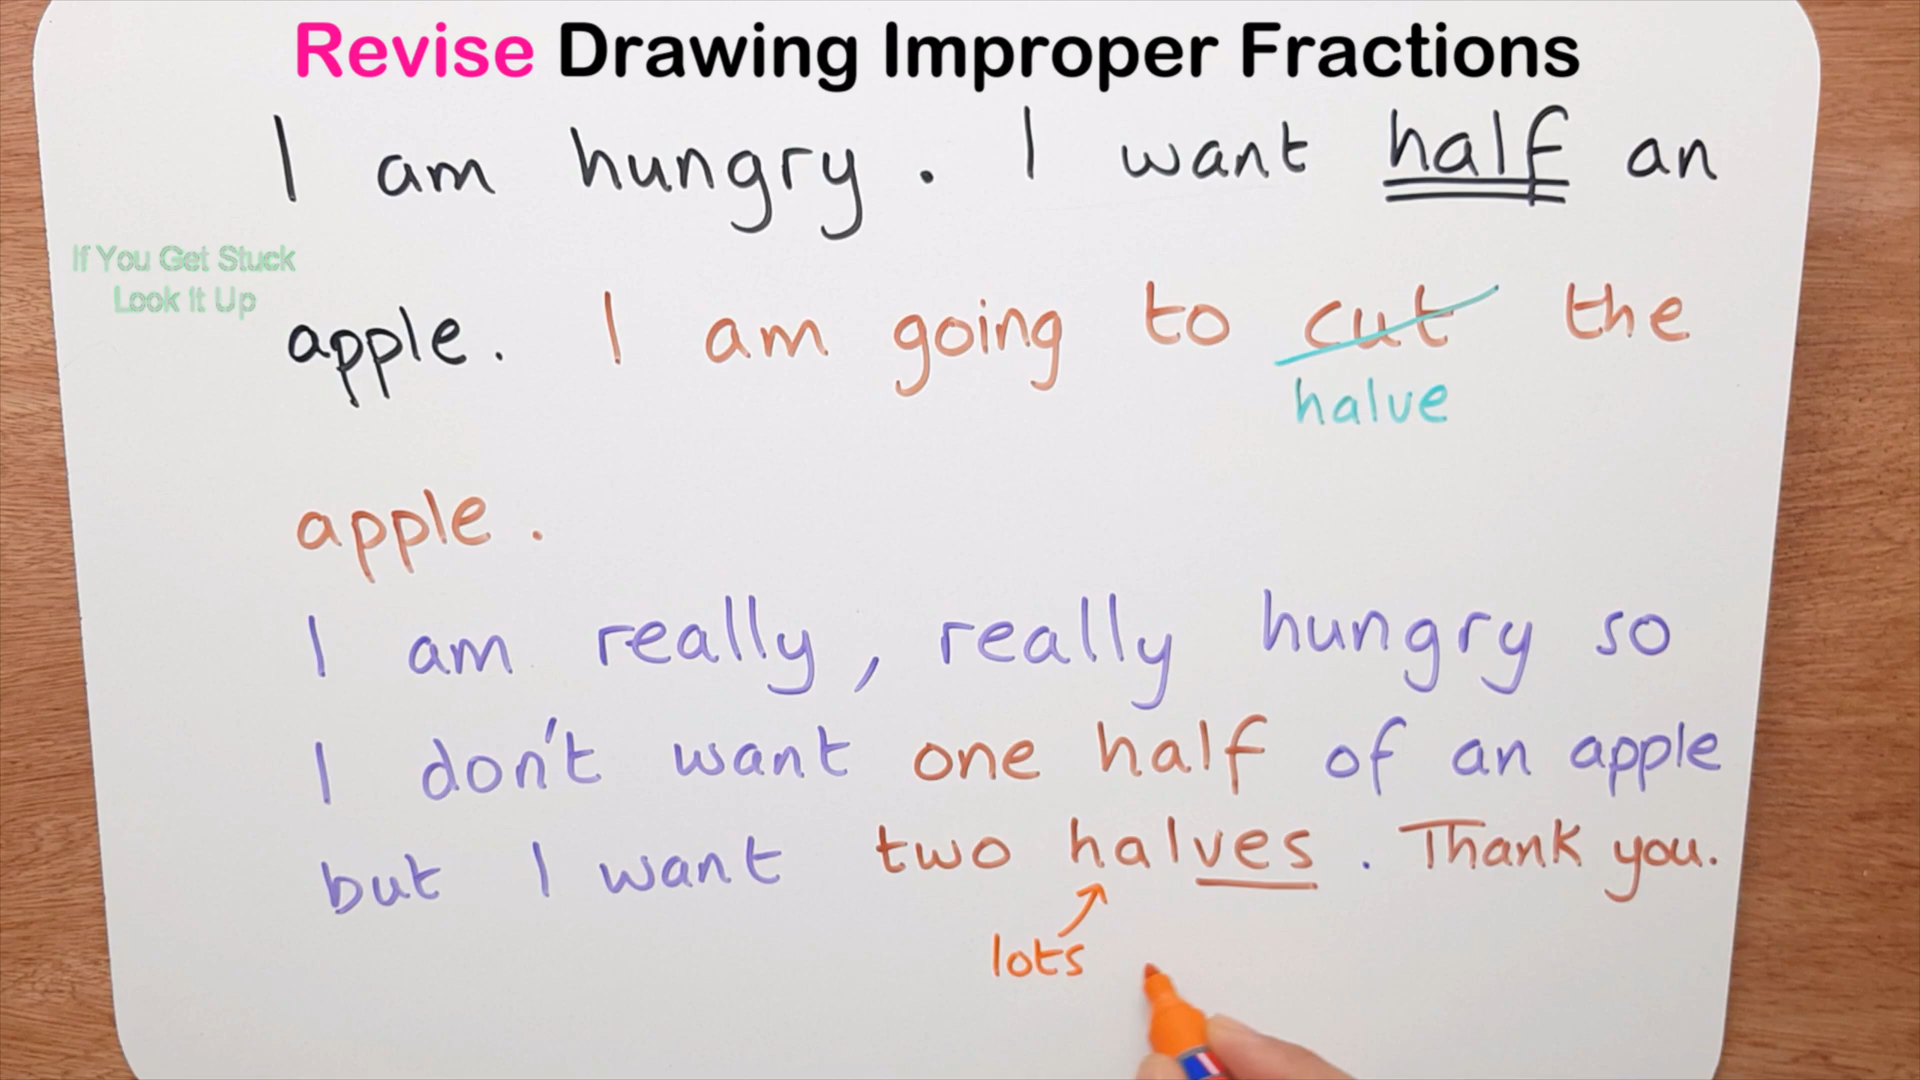 Revise Drawing Improper Fractions
I am hungry. I want half an
If You Get Stuck
Look It Up
apple. I am going to cut the
halve
apple.
I am really, really hungry so
I don't want one half of an apple
but I want two halves. Thank you.
lots